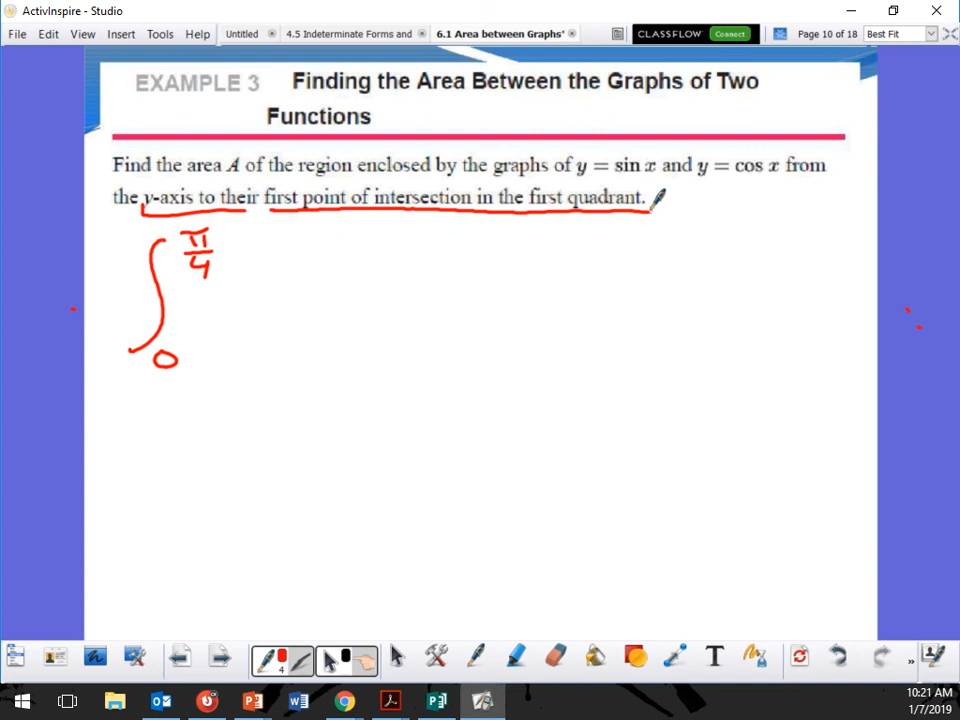 ActivInspire - Studio
File Edit View Insert Tools Help Untitled 4.5 Indeterminate Forms and 6.1 Area between Graphs* CLASSFLOW Connect Page 10 of 18 Best Fit
EXAMPLE 3 Finding the Area Between the Graphs of Two
Functions
Find the area A of the region enclosed by the graphs of y = sin x and y = cos x from
the y-axis to their first point of intersection in the first quadrant.
∫ π/4
0
4
T
10:21 AM
1/7/2019